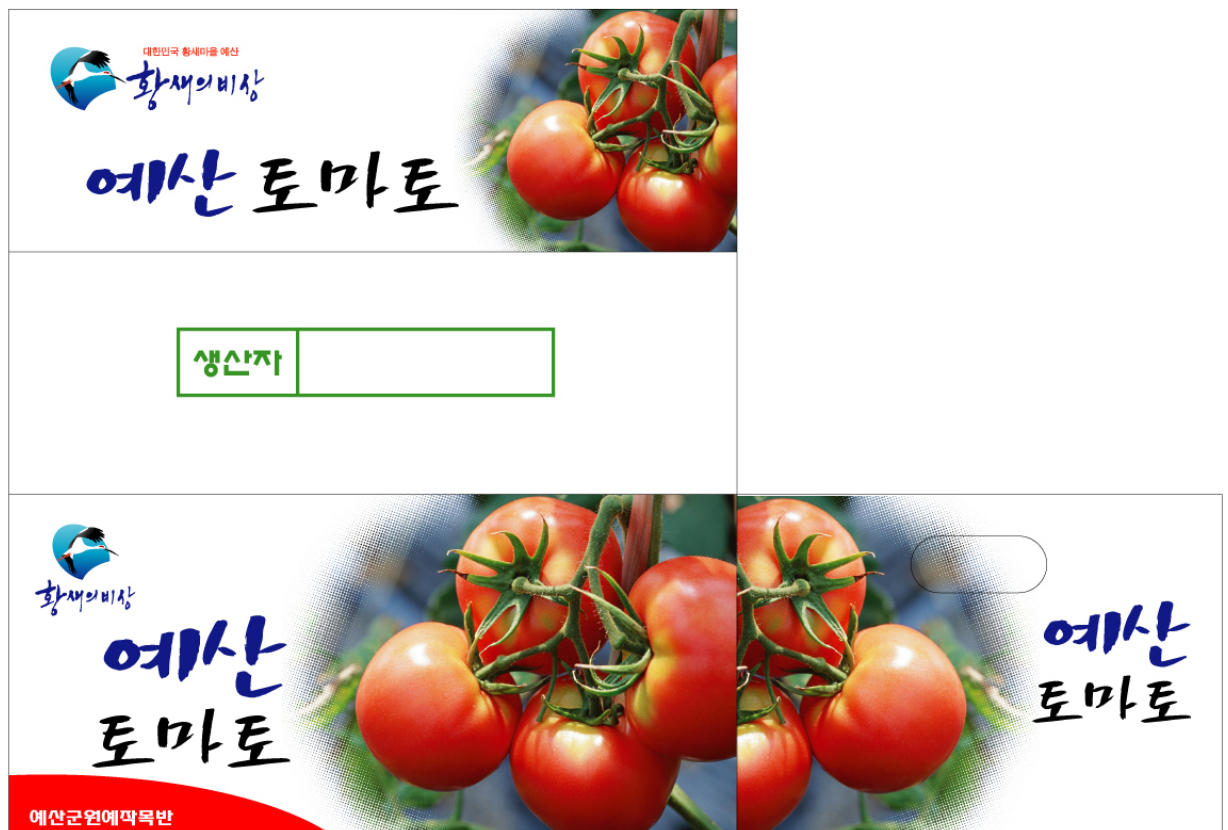 대한민국 황새마을 예산
황새의비상
예산 토마토
생산자
황새의비상
예산
토마토
예산군원예작목반
예산
토마토